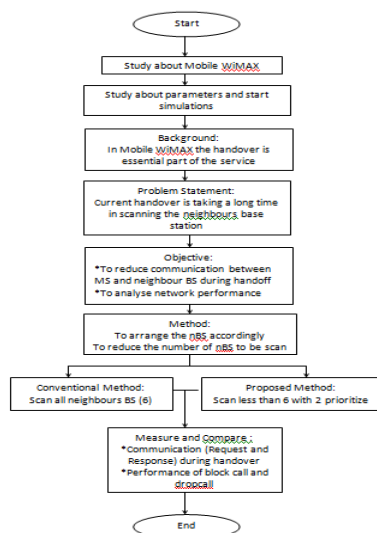 Start
Study about Mobile WiMAX
Study about parameters and start
simulations
Background:
In Mobile WiMAX the handover is
essential part of the service
Problem Statement:
Current handover is taking a long time
in scanning the neighbours base
station
Objective:
*To reduce communication between
MS and neighbour BS during handoff
*To analyse network performance
Method:
To arrange the nBS accordingly
To reduce the number of nBS to be scan
Conventional Method:
Scan all neighbours BS (6)
Proposed Method:
Scan less than 6 with 2 prioritize
Measure and Compare :
*Communication (Request and
Response) during handover
*Performance of block call and
dropcall
End